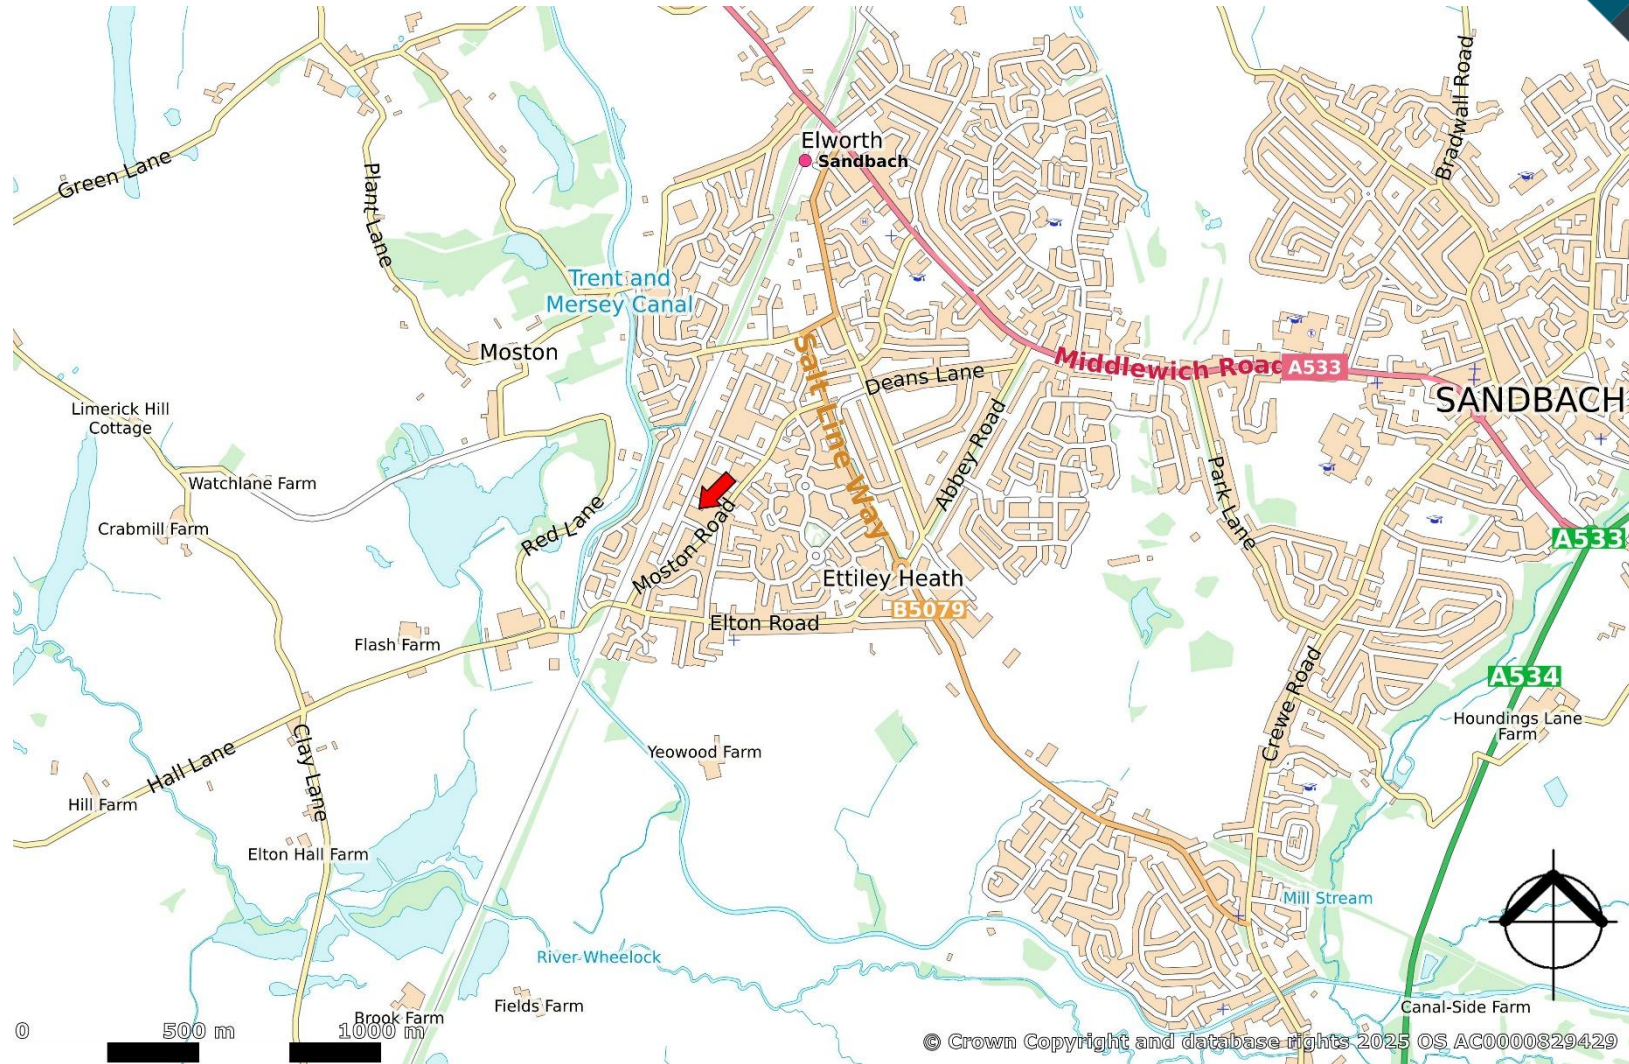 Bradwall Road
Elworth
Sandbach
Green Lane
Plant Lane
Trent and
Mersey Canal
Moston
Salt Line Way
Deans Lane
Middlewich Road
A533
SANDBACH
Limerick Hill
Cottage
Abbey Road
Watchlane Farm
Park Lane
Crabmill Farm
Red Lane
Moston Road
A533
Ettiley Heath
B5079
Elton Road
Flash Farm
A534
Crewe Road
Houndings Lane
Farm
Hall Lane
Clay Lane
Yeowood Farm
Hill Farm
Elton Hall Farm
Mill Stream
River Wheelock
Fields Farm
Canal-Side Farm
Brook Farm
0 500 m 1000 m
© Crown Copyright and database rights 2025 OS AC0000829429